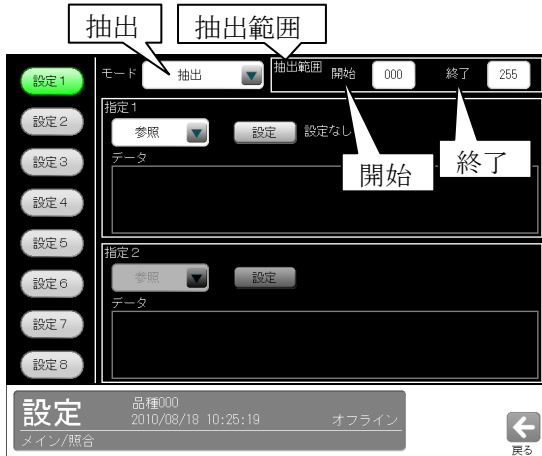 抽出
抽出範囲
設定1
モード
抽出
抽出範囲
開始
000
終了
255
設定2
指定1
参照
設定
設定なし
開始
終了
設定3
データ
設定4
設定5
指定2
設定6
参照
設定
データ
設定7
設定8
設定
品種000
2010/08/18 10:25:19
オフライン
メイン/照合
戻る